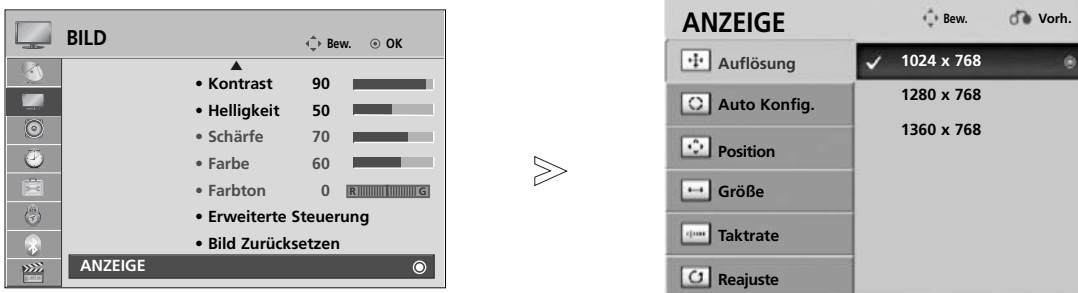 BILD
Bew. OK
• Kontrast 90
• Helligkeit 50
• Schärfe 70
• Farbe 60
• Farbton 0 R G
• Erweiterte Steuerung
• Bild Zurücksetzen
ANZEIGE
ANZEIGE
Bew. Vorh.
Auflösung
Auto Konfig.
Position
Größe
Taktrate
Reajuste
1024 x 768
1280 x 768
1360 x 768